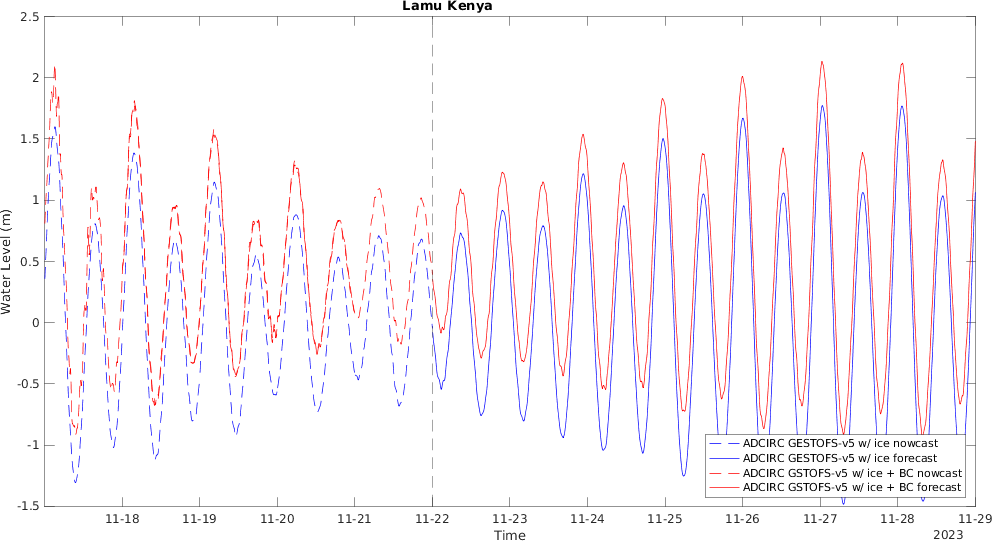 Lamu Kenya
2.5
2
1.5
1
0.5
0
-0.5
-1
-1.5
Water Level (m)
ADCIRC GESTOFS-v5 w/ ice nowcast
ADCIRC GESTOFS-v5 w/ ice forecast
ADCIRC GSTOFS-v5 w/ ice + BC nowcast
ADCIRC GSTOFS-v5 w/ ice + BC forecast
11-18 11-19 11-20 11-21 11-22 11-23 11-24 11-25 11-26 11-27 11-28 11-29
Time
2023